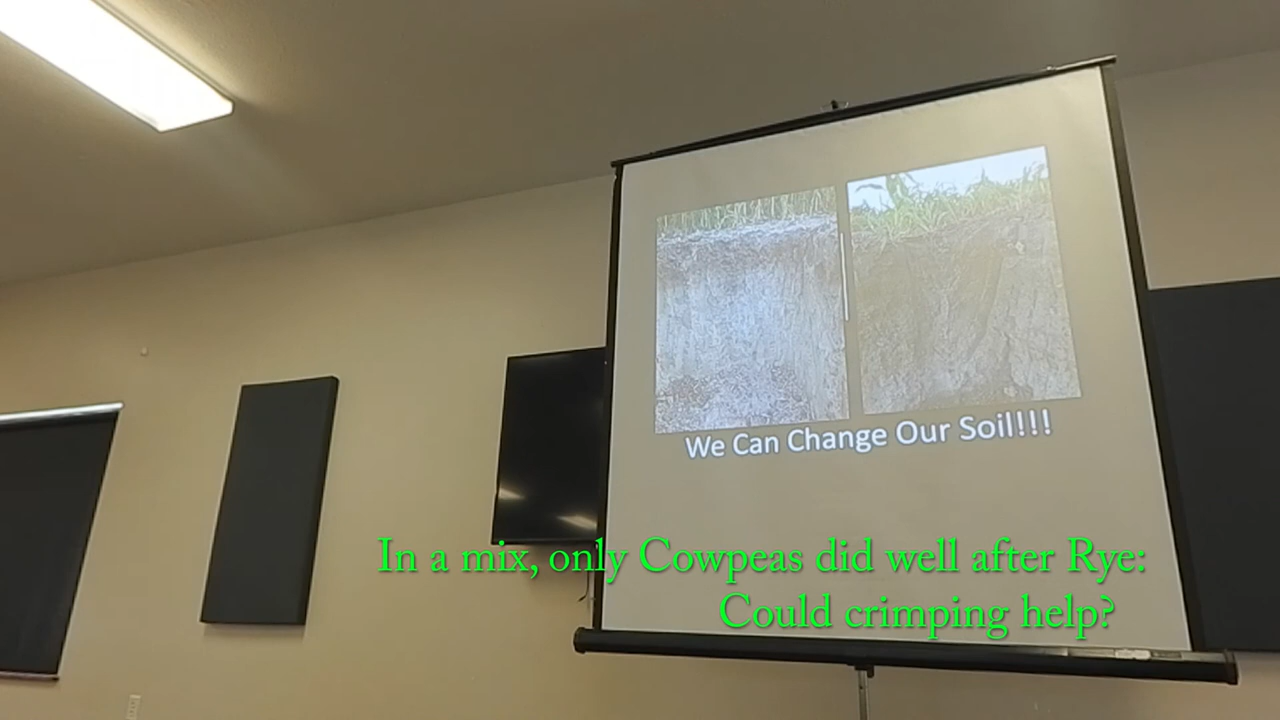 We Can Change Our Soil!!!
In a mix, only Cowpeas did well after Rye:
Could crimping help?